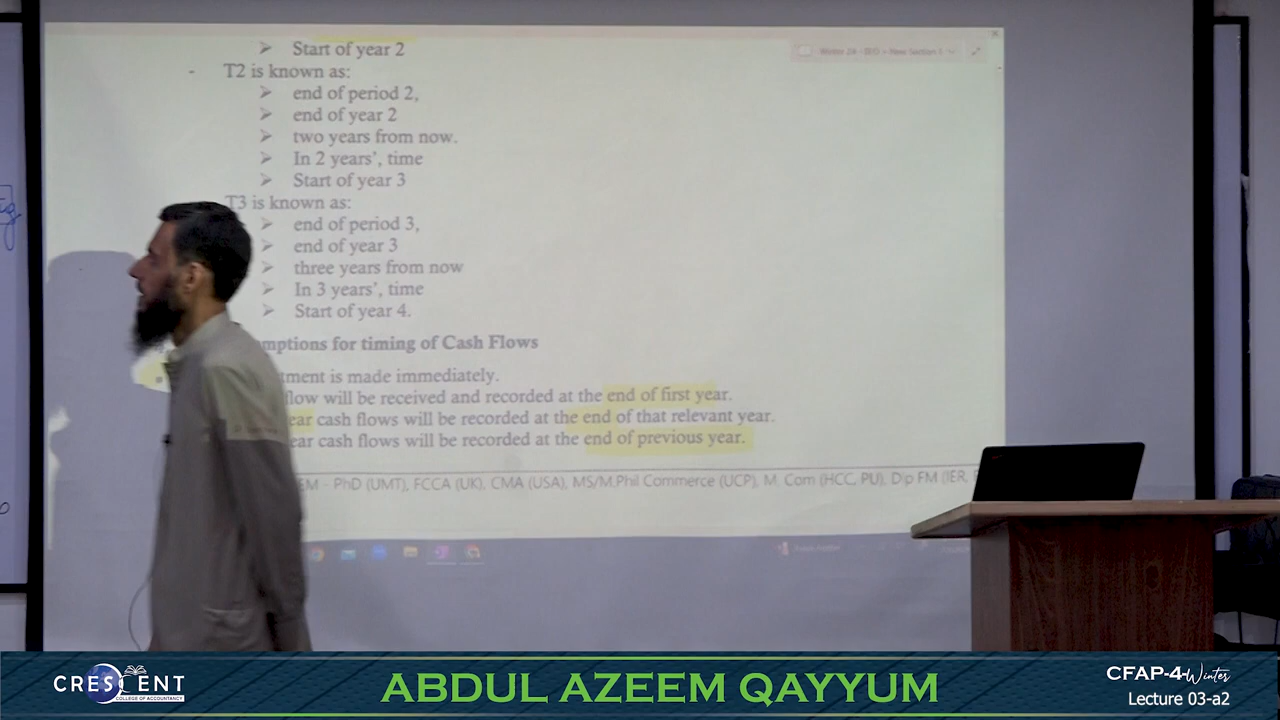 ➢ Start of year 2
- T2 is known as:
➢ end of period 2,
➢ end of year 2
➢ two years from now.
➢ In 2 years', time
➢ Start of year 3
T3 is known as:
➢ end of period 3,
➢ end of year 3
➢ three years from now
➢ In 3 years', time
➢ Start of year 4.
mptions for timing of Cash Flows
tment is made immediately.
flow will be received and recorded at the end of first year.
ear cash flows will be recorded at the end of that relevant year.
ear cash flows will be recorded at the end of previous year.
EM - PhD (UMT), FCCA (UK), CMA (USA), MS/M.Phil Commerce (UCP), M. Com (HCC, PU), Dip FM (IER,
CRESCENT
COLLEGE OF ACCOUNTANCY
ABDUL AZEEM QAYYUM
CFAP-4 Winter
Lecture 03-a2